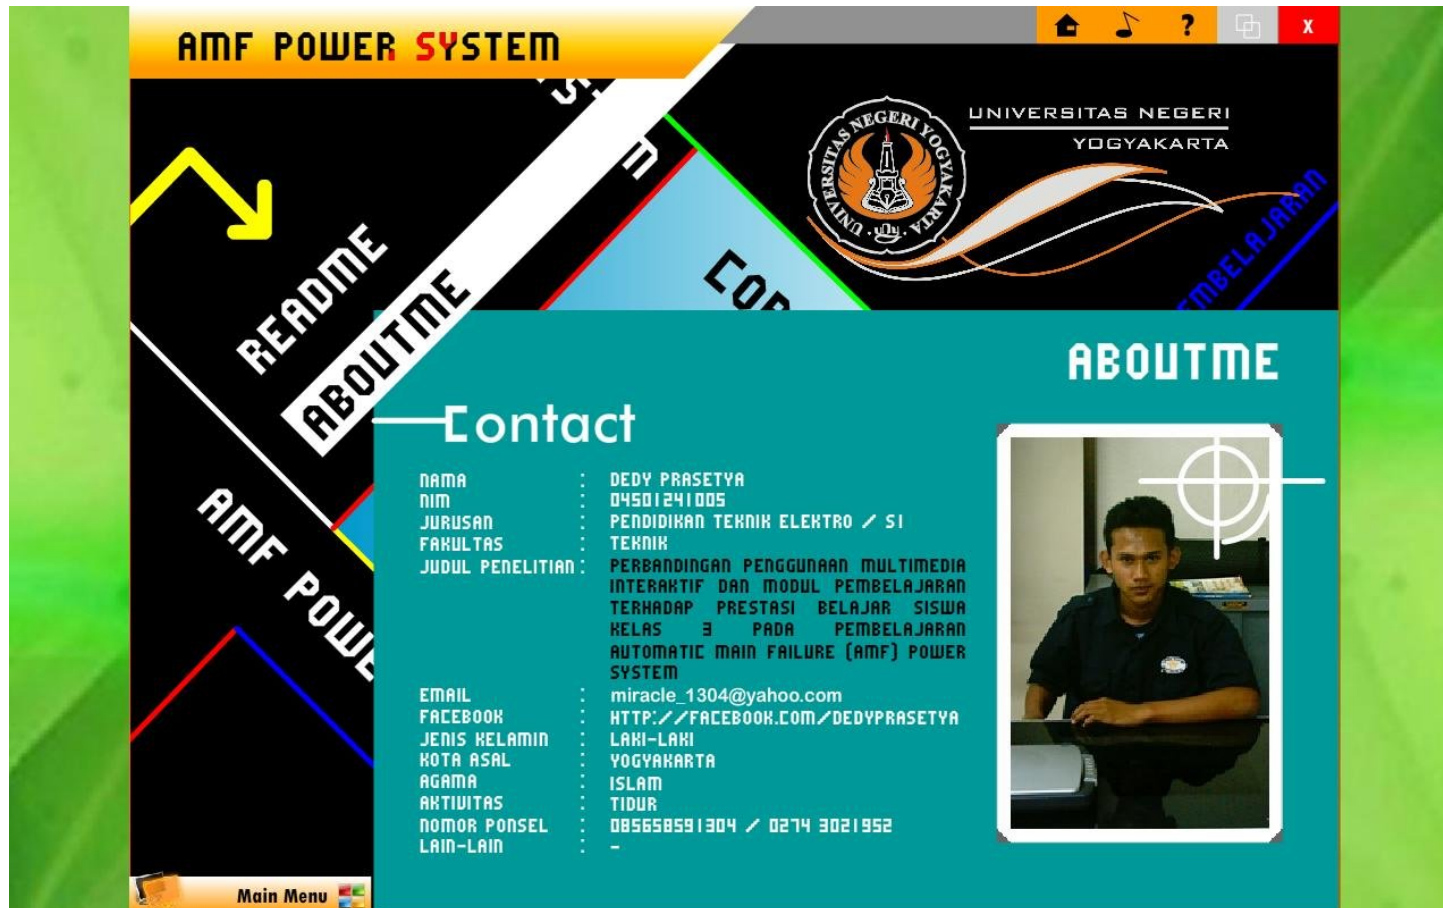 AMF POWER SYSTEM
?
X
UNIVERSITAS NEGERI YOGYAKARTA
UNIVERSITAS NEGERI
YOGYAKARTA
README
ABOUTME
AMF POWE
EMBELAJARAN
ABOUTME
Contact
NAMA : DEDY PRASETYA
NIM : 04501241005
JURUSAN : PENDIDIKAN TEKNIK ELEKTRO / S1
FAKULTAS : TEKNIK
JUDUL PENELITIAN : PERBANDINGAN PENGGUNAAN MULTIMEDIA
INTERAKTIF DAN MODUL PEMBELAJARAN
TERHADAP PRESTASI BELAJAR SISWA
KELAS 3 PADA PEMBELAJARAN
AUTOMATIC MAIN FAILURE (AMF) POWER
SYSTEM
EMAIL : miracle_1304@yahoo.com
FACEBOOK : HTTP://FACEBOOK.COM/DEDYPRASETYA
JENIS KELAMIN : LAKI-LAKI
KOTA ASAL : YOGYAKARTA
AGAMA : ISLAM
AKTIVITAS : TIDUR
NOMOR PONSEL : 085658591304 / 0274 3021952
LAIN-LAIN : -
Main Menu